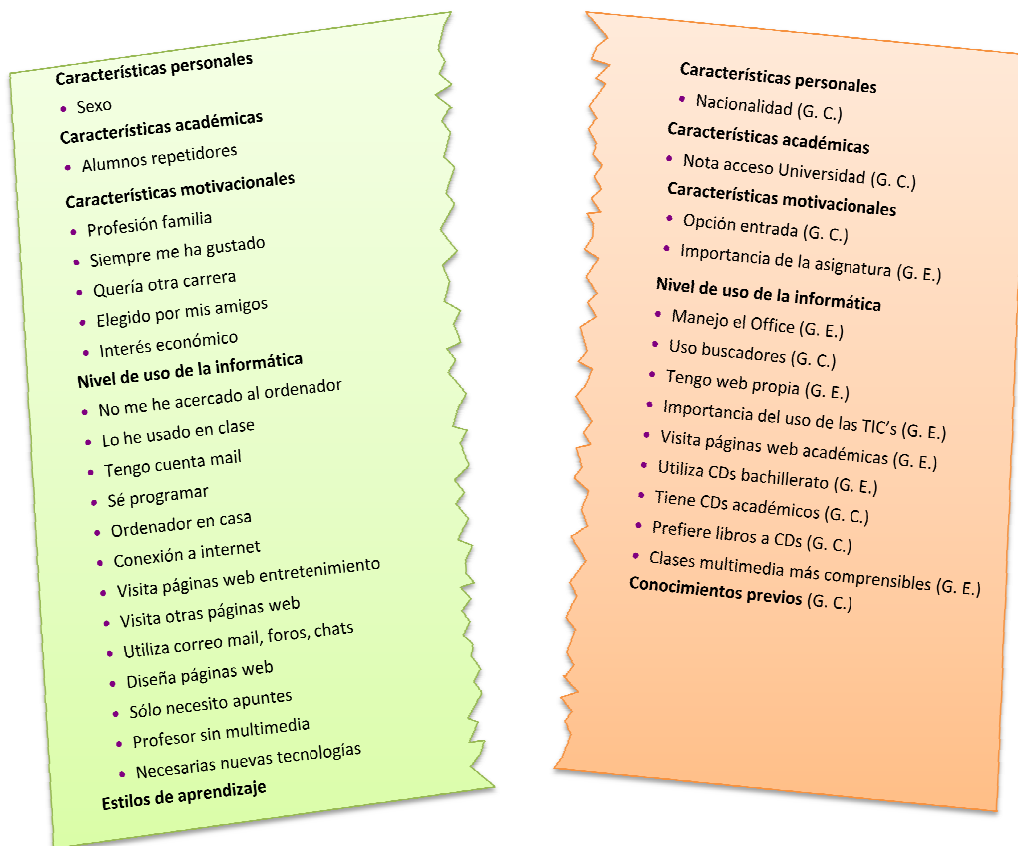 Características personales
• Sexo
Características académicas
• Alumnos repetidores
Características motivacionales
• Profesión familia
• Siempre me ha gustado
• Quería otra carrera
• Elegido por mis amigos
• Interés económico
Nivel de uso de la informática
• No me he acercado al ordenador
• Lo he usado en clase
• Tengo cuenta mail
• Sé programar
• Ordenador en casa
• Conexión a internet
• Visita páginas web entretenimiento
• Visita otras páginas web
• Utiliza correo mail, foros, chats
• Diseña páginas web
• Sólo necesito apuntes
• Profesor sin multimedia
• Necesarias nuevas tecnologías
Estilos de aprendizaje
Características personales
• Nacionalidad (G. C.)
Características académicas
• Nota acceso Universidad (G. C.)
Características motivacionales
• Opción entrada (G. C.)
• Importancia de la asignatura (G. E.)
Nivel de uso de la informática
• Manejo el Office (G. E.)
• Uso buscadores (G. C.)
• Tengo web propia (G. E.)
• Importancia del uso de las TIC's (G. E.)
• Visita páginas web académicas (G. E.)
• Utiliza CDs bachillerato (G. E.)
• Tiene CDs académicos (G. C.)
• Prefiere libros a CDs (G. C.)
• Clases multimedia más comprensibles (G. E.)
Conocimientos previos (G. C.)